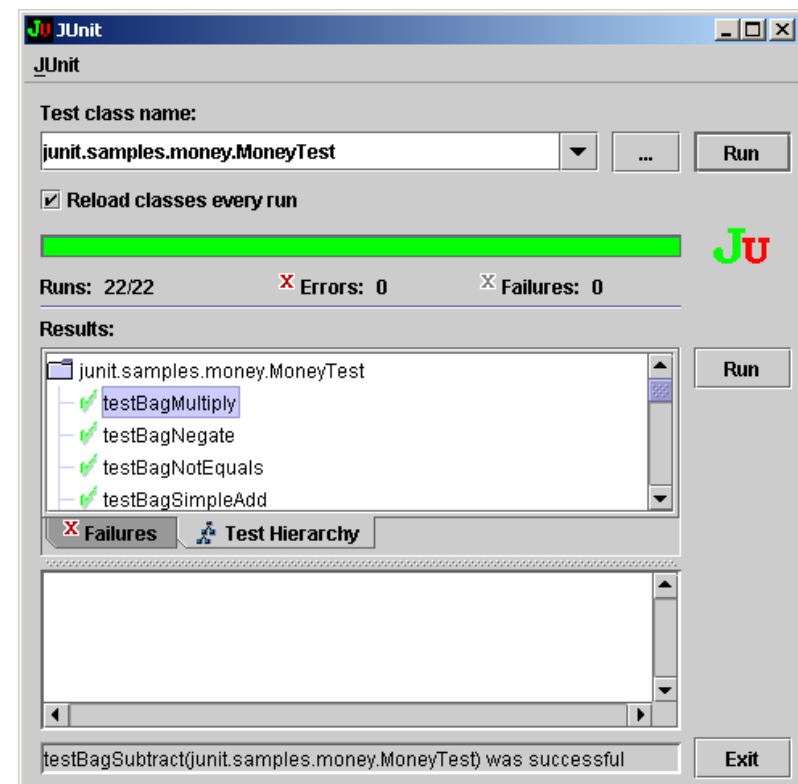 JU JUnit
JUnit
Test class name:
junit.samples.money.MoneyTest
...
Run
Reload classes every run
JU
Runs: 22/22
X Errors: 0
X Failures: 0
Results:
junit.samples.money.MoneyTest
Run
testBagMultiply
testBagNegate
testBagNotEquals
testBagSimpleAdd
X Failures
Test Hierarchy
testBagSubtract(junit.samples.money.MoneyTest) was successful
Exit